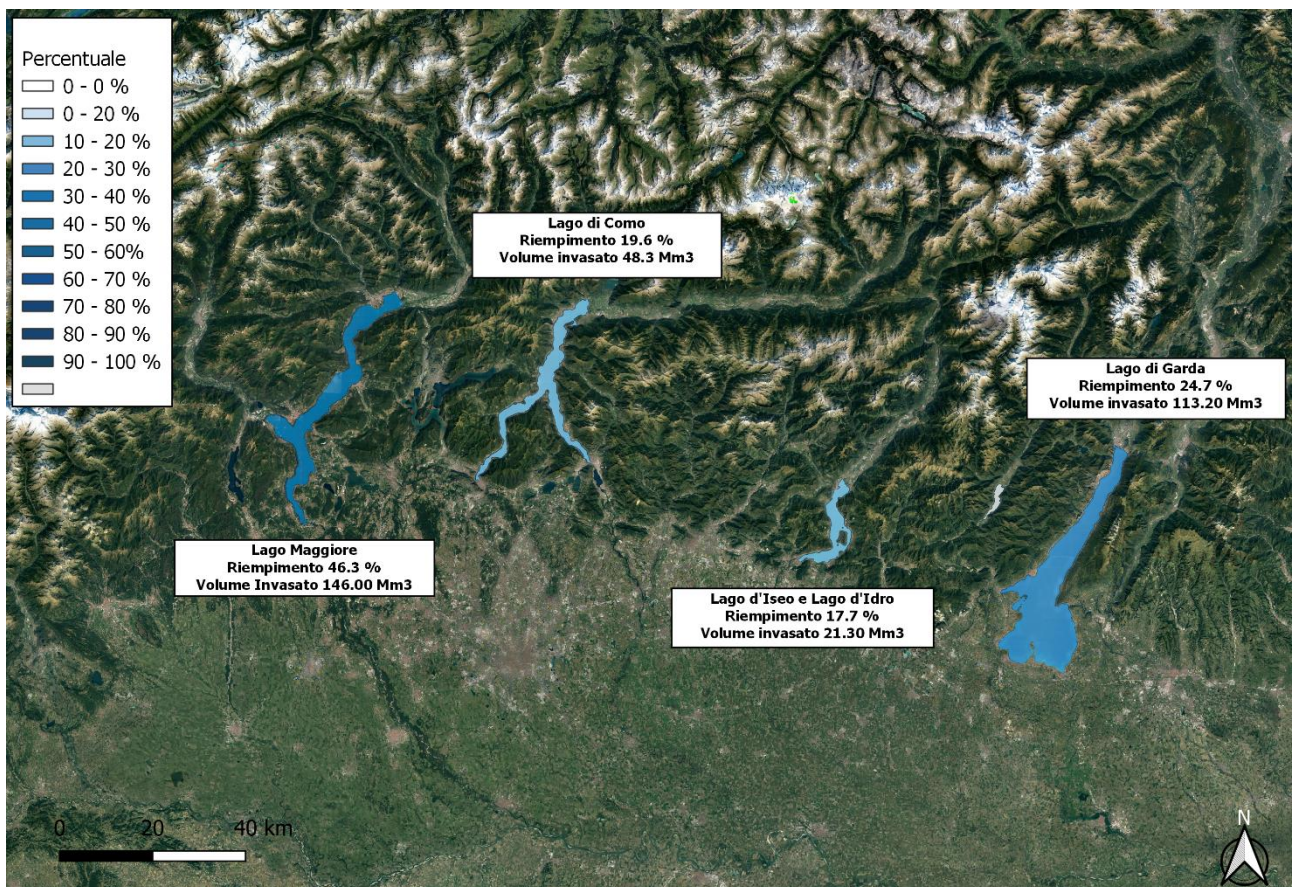 Percentuale
0 - 0 %
0 - 20 %
10 - 20 %
20 - 30 %
30 - 40 %
40 - 50 %
50 - 60%
60 - 70 %
70 - 80 %
80 - 90 %
90 - 100 %
Lago di Como
Riempimento 19.6 %
Volume invasato 48.3 Mm3
Lago di Garda
Riempimento 24.7 %
Volume invasato 113.20 Mm3
Lago Maggiore
Riempimento 46.3 %
Volume Invasato 146.00 Mm3
Lago d'Iseo e Lago d'Idro
Riempimento 17.7 %
Volume invasato 21.30 Mm3
0 20 40 km
N